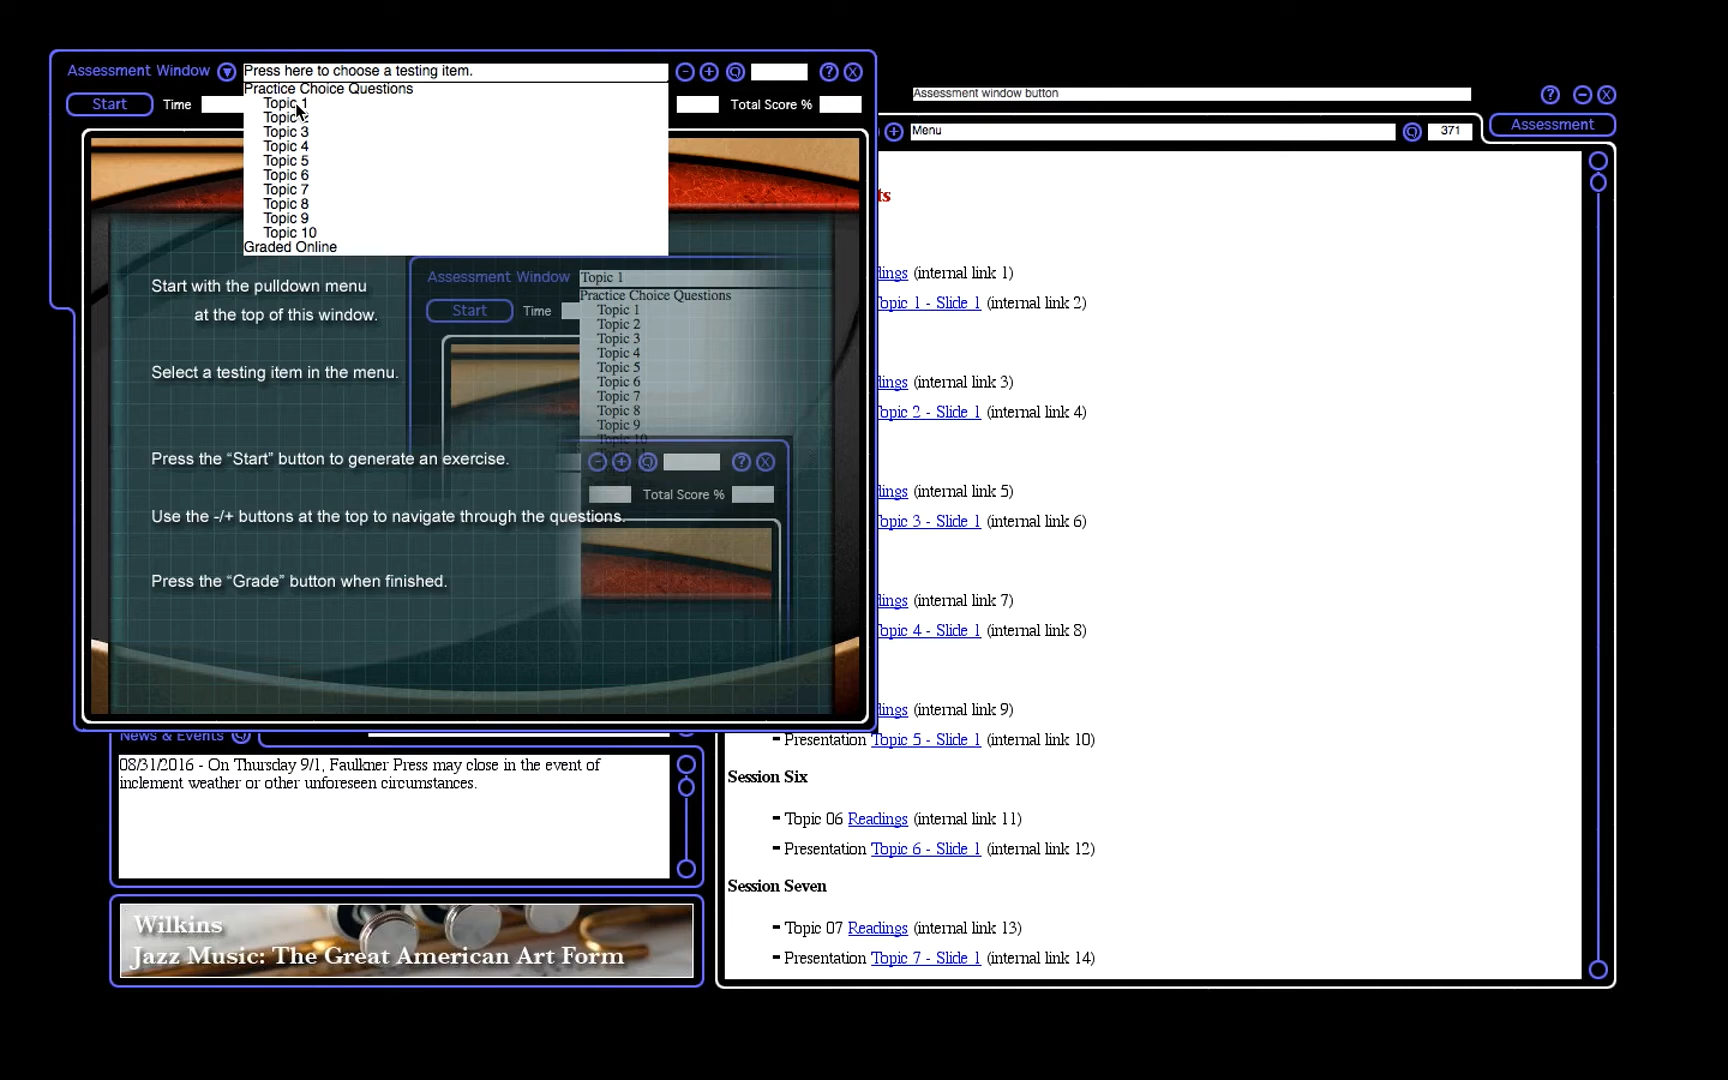 Assessment Window
Press here to choose a testing item.
Start
Time
Total Score %
Practice Choice Questions
Topic 1
Topic 2
Topic 3
Topic 4
Topic 5
Topic 6
Topic 7
Topic 8
Topic 9
Topic 10
Graded Online
Start with the pulldown menu
at the top of this window.
Select a testing item in the menu.
Press the “Start” button to generate an exercise.
Use the -/+ buttons at the top to navigate through the questions.
Press the “Grade” button when finished.
Assessment Window
Topic 1
Start
Time
Practice Choice Questions
Topic 1
Topic 2
Topic 3
Topic 4
Topic 5
Topic 6
Topic 7
Topic 8
Topic 9
Topic 10
Total Score %
Assessment window button
Menu
371
Assessment
ts
dings (internal link 1)
Topic 1 - Slide 1 (internal link 2)
dings (internal link 3)
Topic 2 - Slide 1 (internal link 4)
dings (internal link 5)
Topic 3 - Slide 1 (internal link 6)
dings (internal link 7)
Topic 4 - Slide 1 (internal link 8)
dings (internal link 9)
Presentation Topic 5 - Slide 1 (internal link 10)
Session Six
Topic 06 Readings (internal link 11)
Presentation Topic 6 - Slide 1 (internal link 12)
Session Seven
Topic 07 Readings (internal link 13)
Presentation Topic 7 - Slide 1 (internal link 14)
News & Events
08/31/2016 - On Thursday 9/1, Faulkner Press may close in the event of
inclement weather or other unforeseen circumstances.
Wilkins
Jazz Music: The Great American Art Form